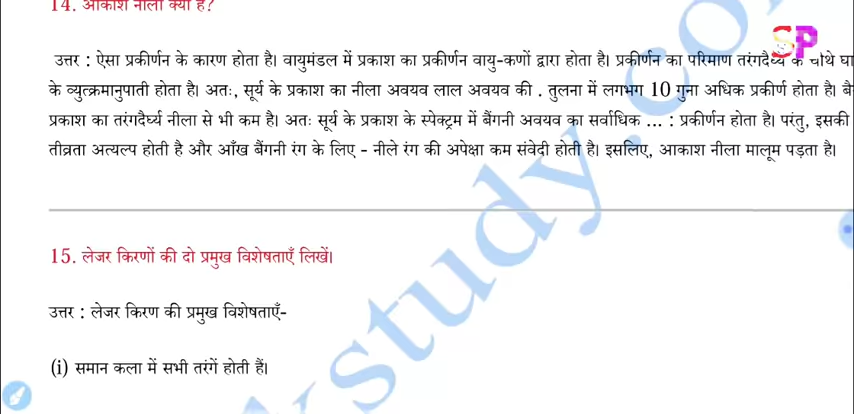 14. आकाश नीला क्यों है?
SP
उत्तर : ऐसा प्रकीर्णन के कारण होता है। वायुमंडल में प्रकाश का प्रकीर्णन वायु-कणों द्वारा होता है। प्रकीर्णन का परिमाण तरंगदैर्ध्य के चौथे घा
के व्युत्क्रमानुपाती होता है। अतः, सूर्य के प्रकाश का नीला अवयव लाल अवयव की . तुलना में लगभग 10 गुना अधिक प्रकीर्ण होता है। बै
प्रकाश का तरंगदैर्घ्य नीला से भी कम है। अतः सूर्य के प्रकाश के स्पेक्ट्रम में बैंगनी अवयव का सर्वाधिक ... : प्रकीर्णन होता है। परंतु, इसकी
तीव्रता अत्यल्प होती है और आँख बैंगनी रंग के लिए - नीले रंग की अपेक्षा कम संवेदी होती है। इसलिए, आकाश नीला मालूम पड़ता है।
15. लेजर किरणों की दो प्रमुख विशेषताएँ लिखें।
उत्तर : लेजर किरण की प्रमुख विशेषताएँ-
(i) समान कला में सभी तरंगें होती हैं।
kstudy.co